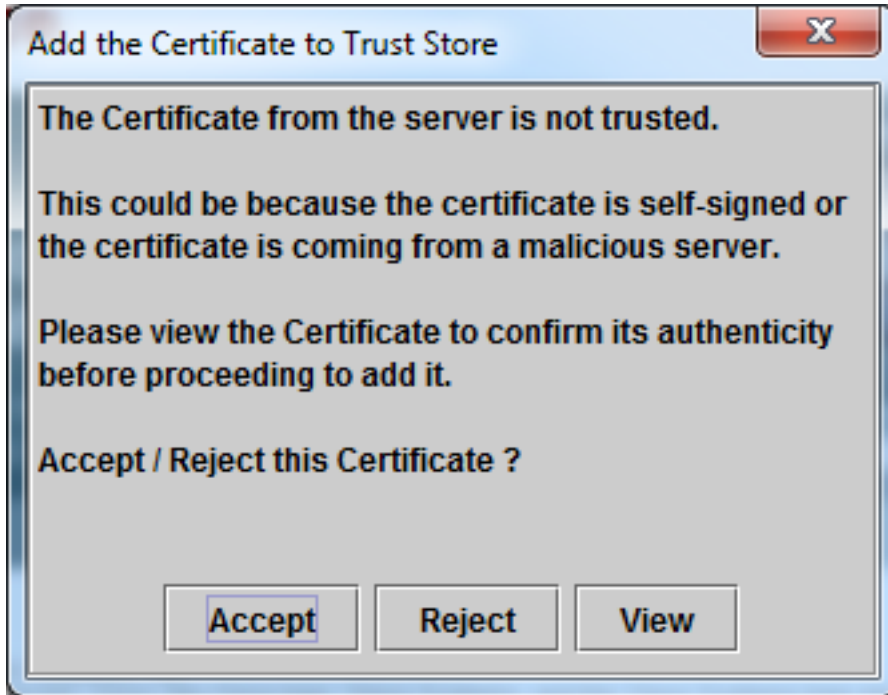 Add the Certificate to Trust Store
The Certificate from the server is not trusted.
This could be because the certificate is self-signed or
the certificate is coming from a malicious server.
Please view the Certificate to confirm its authenticity
before proceeding to add it.
Accept / Reject this Certificate ?
Accept Reject View